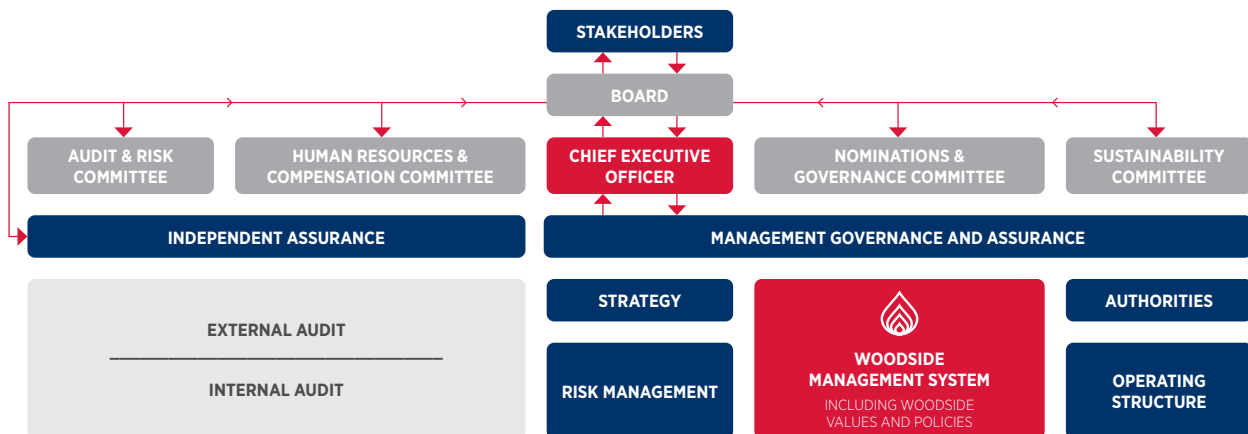 STAKEHOLDERS
BOARD
AUDIT & RISK
COMMITTEE
HUMAN RESOURCES &
COMPENSATION COMMITTEE
CHIEF EXECUTIVE
OFFICER
NOMINATIONS &
GOVERNANCE COMMITTEE
SUSTAINABILITY
COMMITTEE
INDEPENDENT ASSURANCE
MANAGEMENT GOVERNANCE AND ASSURANCE
EXTERNAL AUDIT
INTERNAL AUDIT
STRATEGY
RISK MANAGEMENT
WOODSIDE
MANAGEMENT SYSTEM
INCLUDING WOODSIDE
VALUES AND POLICIES
AUTHORITIES
OPERATING
STRUCTURE